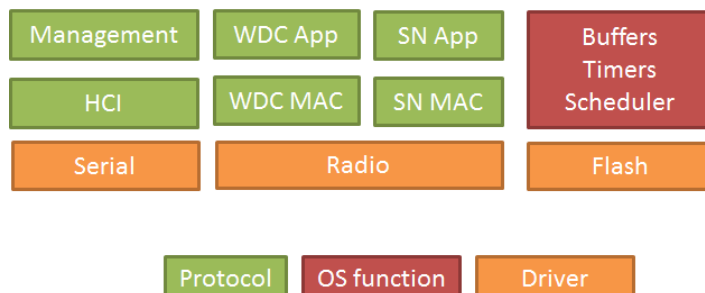 Management
WDC App
SN App
Buffers
Timers
Scheduler
HCI
WDC MAC
SN MAC
Serial
Radio
Flash
Protocol
OS function
Driver